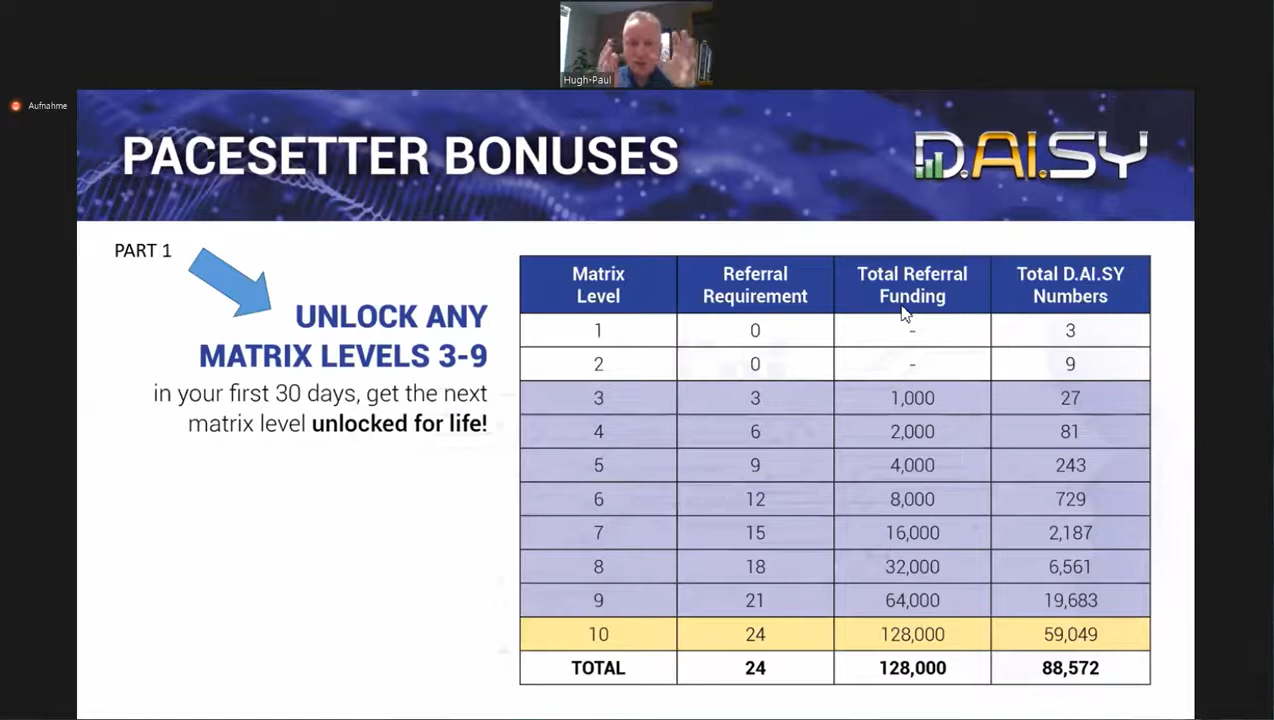 Hugh-Paul
Aufnahme
PACESETTER BONUSES
D.AI.SY
PART 1
UNLOCK ANY
MATRIX LEVELS 3-9
in your first 30 days, get the next
matrix level unlocked for life!
Matrix Level Referral Requirement Total Referral Funding Total D.AI.SY Numbers
1 0 - 3
2 0 - 9
3 3 1,000 27
4 6 2,000 81
5 9 4,000 243
6 12 8,000 729
7 15 16,000 2,187
8 18 32,000 6,561
9 21 64,000 19,683
10 24 128,000 59,049
TOTAL 24 128,000 88,572